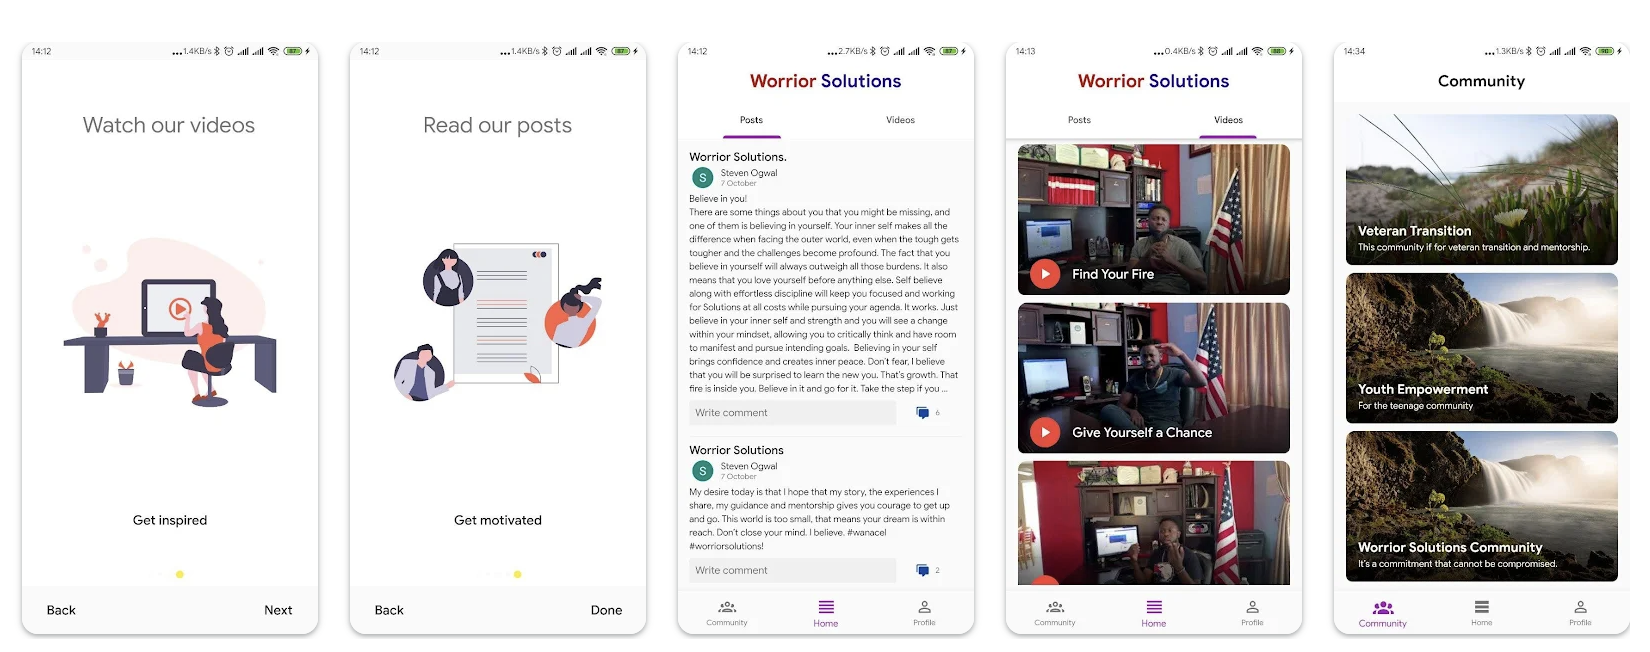 14:12
...1.4KB/s
87
Watch our videos
Get inspired
Back
Next
14:12
...1.4KB/s
87
Read our posts
Get motivated
Back
Done
14:12
...2.7KB/s
87
Worrior Solutions
Posts
Videos
Worrior Solutions.
S
Steven Ogwal
7 October
Believe in you!
There are some things about you that you might be missing, and
one of them is believing in yourself. Your inner self makes all the
difference when facing the outer world, even when the tough gets
tougher and the challenges become profound. The fact that you
believe in yourself will always outweigh all those burdens. It also
means that you love yourself before anything else. Self believe
along with effortless discipline will keep you focused and working
for Solutions at all costs while pursuing your agenda. It works. Just
believe in your inner self and strength and you will see a change
within your mindset, allowing you to critically think and have room
to manifest and pursue intending goals.  Believing in your self
brings confidence and creates inner peace. Don't fear, I believe
that you will be surprised to learn the new you. That's growth. That
fire is inside you. Believe in it and go for it. Take the step if you ...
Write comment
6
Worrior Solutions
S
Steven Ogwal
7 October
My desire today is that I hope that my story, the experiences I
share, my guidance and mentorship gives you courage to get up
and go. This world is too small, that means your dream is within
reach. Don't close your mind. I believe. #wanacel
#worriorsolutions!
Write comment
2
Community
Home
Profile
14:13
...0.4KB/s
88
Worrior Solutions
Posts
Videos
Find Your Fire
Give Yourself a Chance
Community
Home
Profile
14:34
...1.3KB/s
90
Community
Veteran Transition
This community if for veteran transition and mentorship.
Youth Empowerment
For the teenage community
Worrior Solutions Community
It's a commitment that cannot be compromised.
Community
Home
Profile